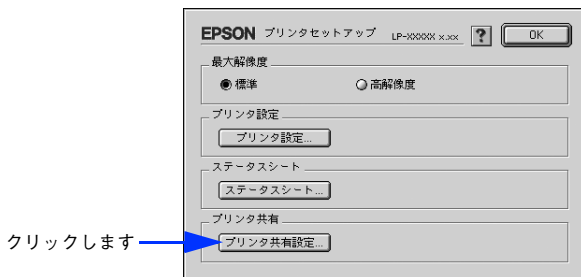 EPSON プリンタセットアップ LP-XXXXX x.xx ? OK
最大解像度
標準 高解像度
プリンタ設定
プリンタ設定...
ステータスシート
ステータスシート...
プリンタ共有
クリックします プリンタ共有設定...